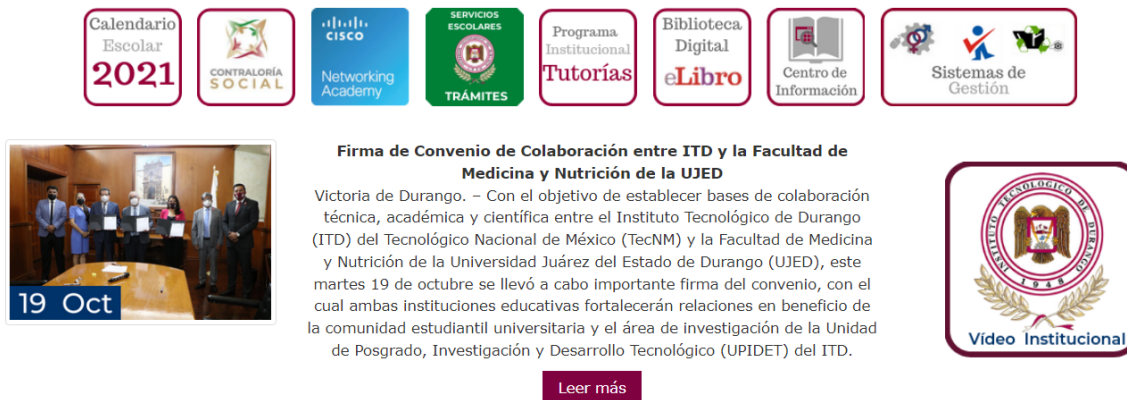 Calendario
Escolar
2021
CONTRALORÍA
SOCIAL
CISCO
Networking
Academy
SERVICIOS
ESCOLARES
TRÁMITES
Programa
Institucional
Tutorías
Biblioteca
Digital
eLibro
Centro de
Información
Sistemas de
Gestión
19 Oct
Firma de Convenio de Colaboración entre ITD y la Facultad de
Medicina y Nutrición de la UJED
Victoria de Durango. – Con el objetivo de establecer bases de colaboración
técnica, académica y científica entre el Instituto Tecnológico de Durango
(ITD) del Tecnológico Nacional de México (TecNM) y la Facultad de Medicina
y Nutrición de la Universidad Juárez del Estado de Durango (UJED), este
martes 19 de octubre se llevó a cabo importante firma del convenio, con el
cual ambas instituciones educativas fortalecerán relaciones en beneficio de
la comunidad estudiantil universitaria y el área de investigación de la Unidad
de Posgrado, Investigación y Desarrollo Tecnológico (UPIDET) del ITD.
Leer más
INSTITUTO TECNOLOGICO DE DURANGO
1948
Vídeo Institucional